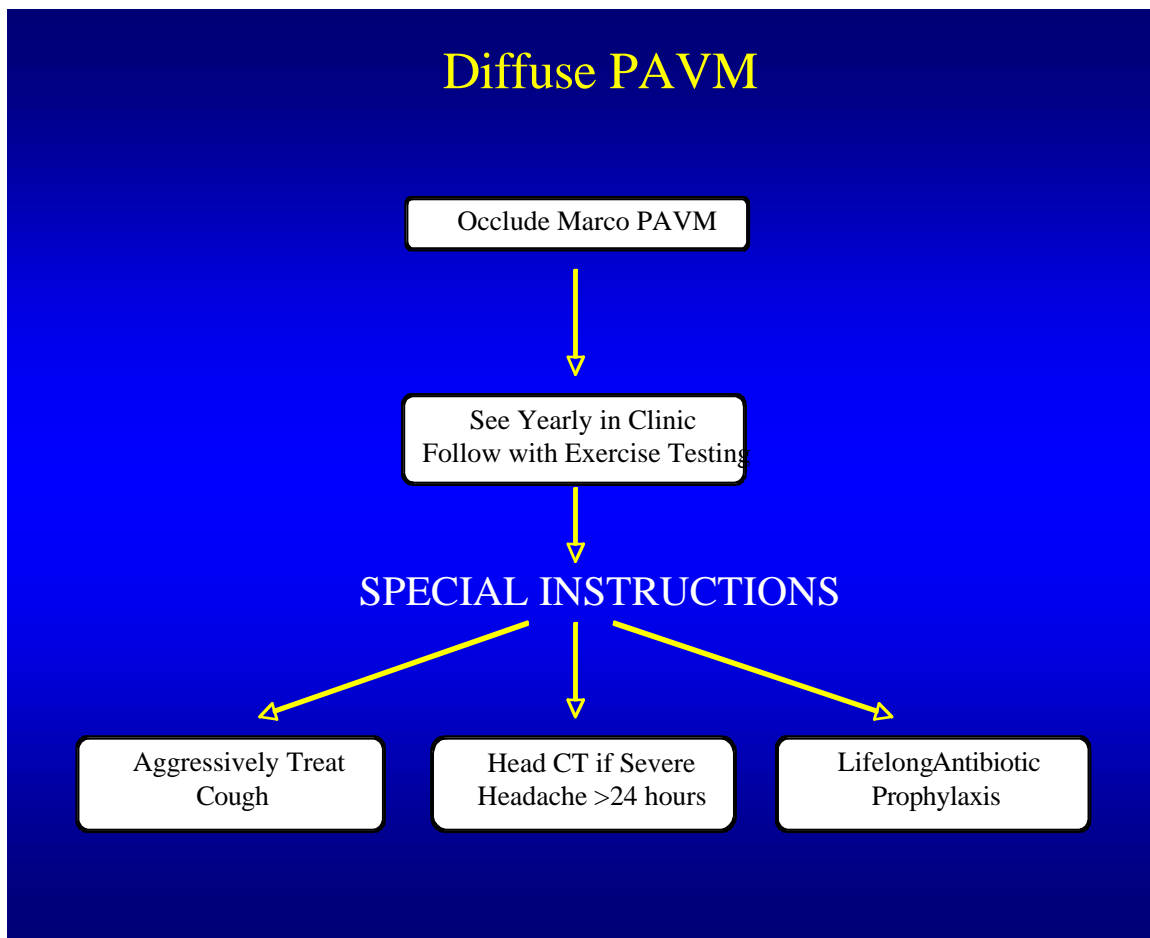 Diffuse PAVM
Occlude Marco PAVM
See Yearly in Clinic
Follow with Exercise Testing
SPECIAL INSTRUCTIONS
Aggressively Treat
Cough
Head CT if Severe
Headache >24 hours
LifelongAntibiotic
Prophylaxis